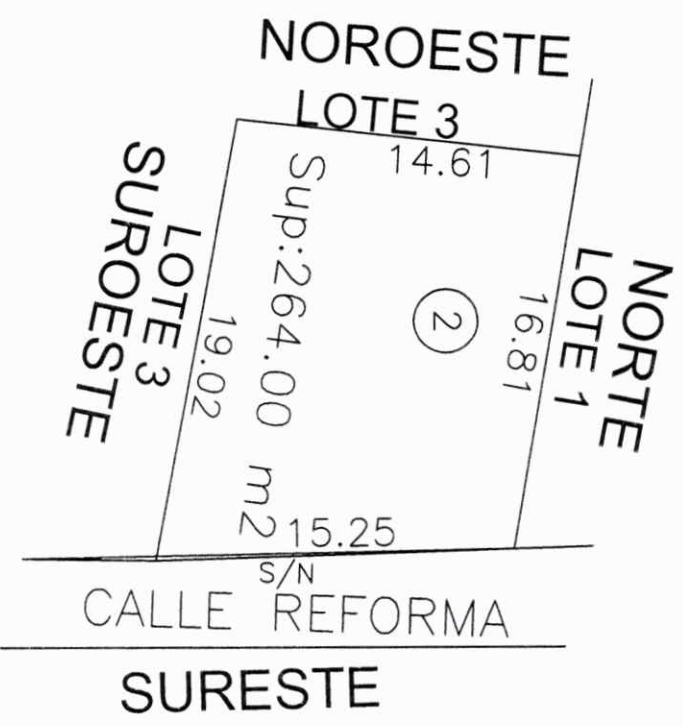 NOROESTE
LOTE 3
14.61
SUROESTE
LOTE 3
19.02
Sup:264.00 m2
2
16.81
LOTE 1
NORTE
15.25
S/N
CALLE REFORMA
SURESTE